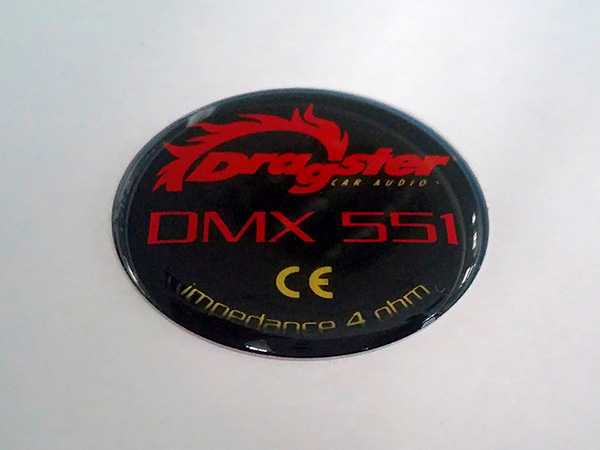 Dragster
CAR AUDIO
DMX 551
CE
impedance 4 ohm